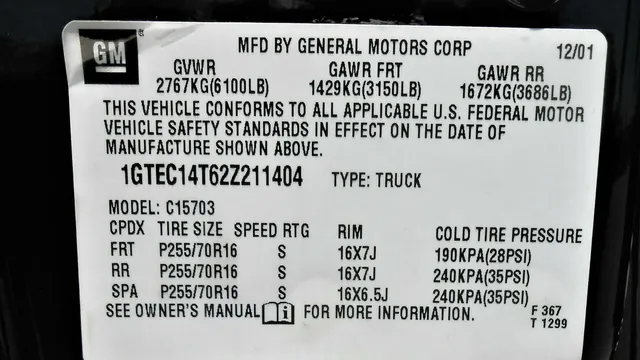 GM ®
MFD BY GENERAL MOTORS CORP 12/01
GVWR GAWR FRT GAWR RR
2767KG(6100LB) 1429KG(3150LB) 1672KG(3686LB)
THIS VEHICLE CONFORMS TO ALL APPLICABLE U.S. FEDERAL MOTOR
VEHICLE SAFETY STANDARDS IN EFFECT ON THE DATE OF
MANUFACTURE SHOWN ABOVE.
1GTEC14T62Z211404 TYPE: TRUCK
MODEL: C15703
CPDX TIRE SIZE SPEED RTG RIM COLD TIRE PRESSURE
FRT P255/70R16 S 16X7J 190KPA(28PSI)
RR P255/70R16 S 16X7J 240KPA(35PSI)
SPA P255/70R16 S 16X6.5J 240KPA(35PSI)
SEE OWNER'S MANUAL i FOR MORE INFORMATION. F 367
T 1299